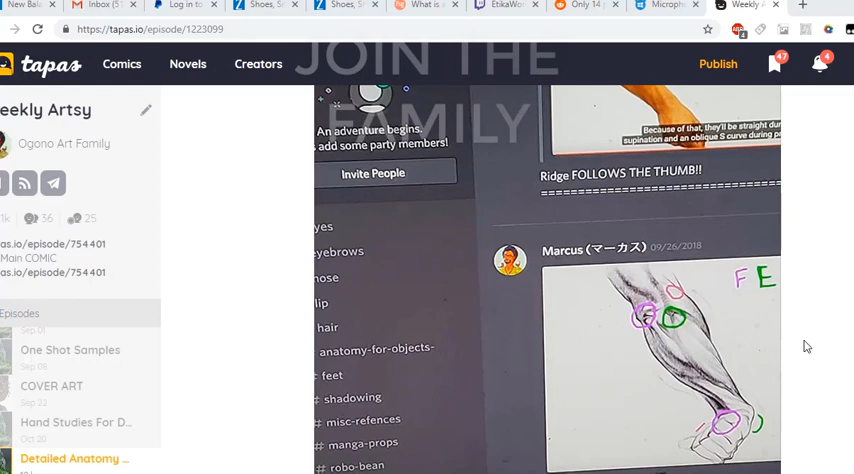 New Balan
Inbox (51
Log in to
Shoes, S
Shoes, S
What is a
EtikaWor
Only 14 p
Microph
Weekly A
https://tapas.io/episode/1223099
4
tapas
Comics
Novels
Creators
JOIN THE
FAMILY
Publish
47
4
eekly Artsy
Ogono Art Family
1k
36
25
pas.io/episode/754401
Main COMIC
pas.io/episode/754401
Episodes
Sep 01
One Shot Samples
Sep 08
COVER ART
Sep 22
Hand Studies For D...
Oct 20
Detailed Anatomy ...
An adventure begins.
s add some party members!
Invite People
yes
eyebrows
nose
lip
hair
anatomy-for-objects-
# feet
# shadowing
# misc-refences
# manga-props
# robo-bean
Because of that, they'll be straight dur
supination and an oblique S curve during p
Ridge FOLLOWS THE THUMB!!
Marcus (マーカス) 09/26/2018
F E